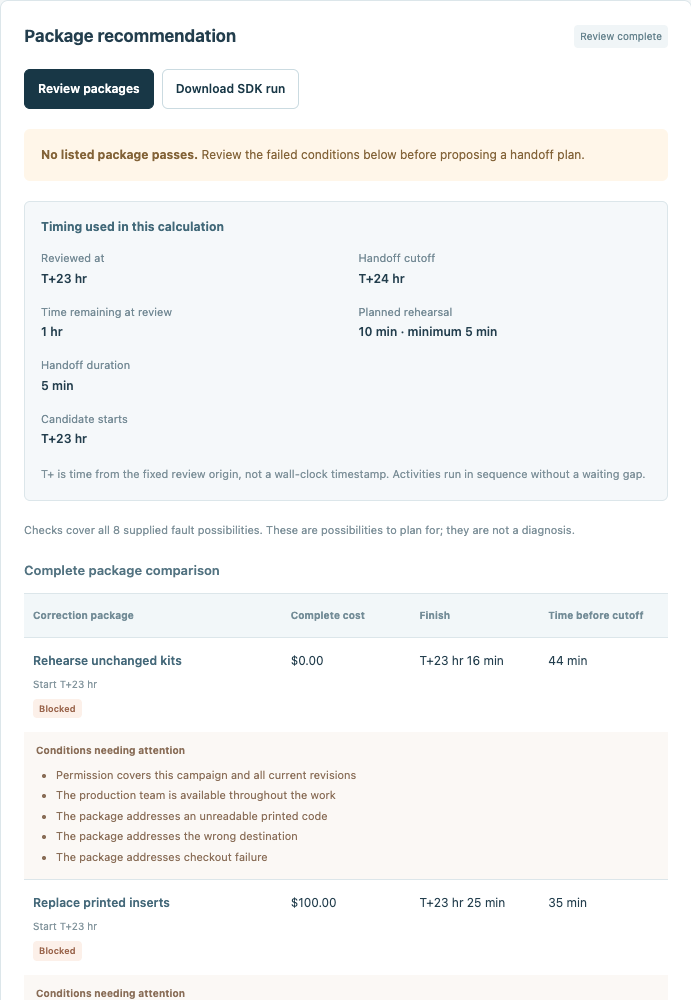 Package recommendation
Review complete
Review packages
Download SDK run
No listed package passes. Review the failed conditions below before proposing a handoff plan.
Timing used in this calculation
Reviewed at
T+23 hr
Handoff cutoff
T+24 hr
Time remaining at review
1 hr
Planned rehearsal
10 min · minimum 5 min
Handoff duration
5 min
Candidate starts
T+23 hr
T+ is time from the fixed review origin, not a wall-clock timestamp. Activities run in sequence without a waiting gap.
Checks cover all 8 supplied fault possibilities. These are possibilities to plan for; they are not a diagnosis.
Complete package comparison
Correction package Complete cost Finish Time before cutoff
Rehearse unchanged kits $0.00 T+23 hr 16 min 44 min
Start T+23 hr
Blocked
Conditions needing attention
• Permission covers this campaign and all current revisions
• The production team is available throughout the work
• The package addresses an unreadable printed code
• The package addresses the wrong destination
• The package addresses checkout failure
Replace printed inserts $100.00 T+23 hr 25 min 35 min
Start T+23 hr
Blocked
Conditions needing attention